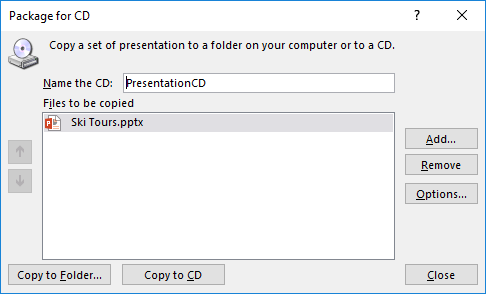 Package for CD
Copy a set of presentation to a folder on your computer or to a CD.
Name the CD: PresentationCD
Files to be copied
Ski Tours.pptx
Add...
Remove
Options...
Copy to Folder... Copy to CD Close